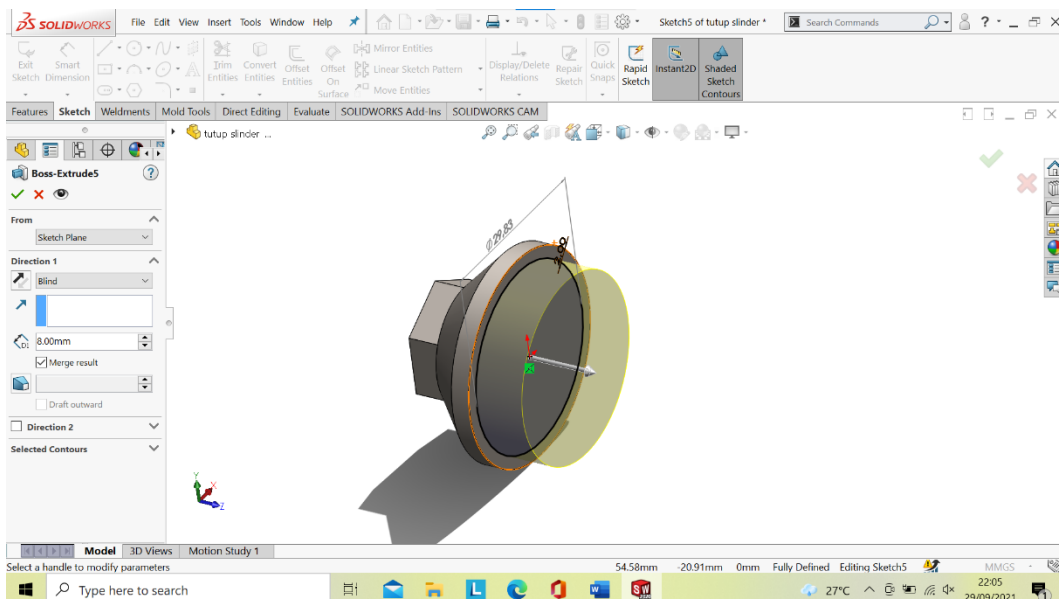 SOLIDWORKS File Edit View Insert Tools Window Help Sketch5 of tutup slinder * Search Commands
Exit Sketch
Smart Dimension
Trim Entities
Convert Entities
Offset Entities
Offset On Surface
Mirror Entities
Linear Sketch Pattern
Move Entities
Display/Delete Relations
Repair Sketch
Quick Snaps
Rapid Sketch
Instant2D
Shaded Sketch Contours
Features Sketch Weldments Mold Tools Direct Editing Evaluate SOLIDWORKS Add-Ins SOLIDWORKS CAM
tutup slinder ...
Boss-Extrude5
From
Sketch Plane
Direction 1
Blind
8.00mm
Merge result
Draft outward
Direction 2
Selected Contours
Ø 29.83
Y
X
Z
Model 3D Views Motion Study 1
Select a handle to modify parameters 54.58mm -20.91mm 0mm Fully Defined Editing Sketch5 MMGS
Type here to search 27°C 22:05
29/09/2021